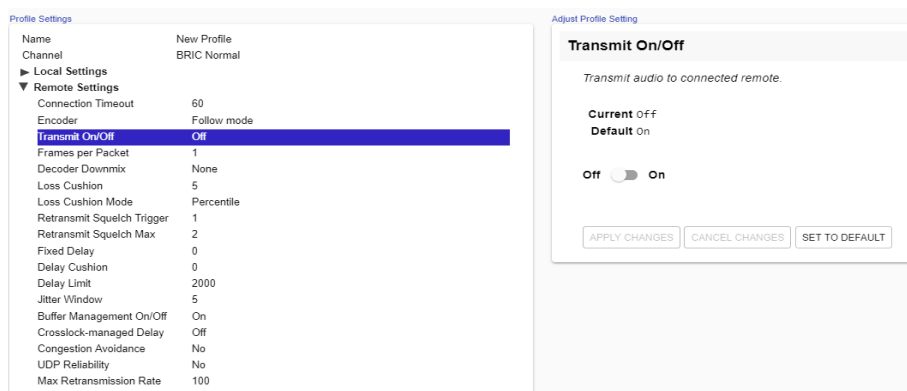 Profile Settings
Name New Profile
Channel BRIC Normal
Local Settings
Remote Settings
Connection Timeout 60
Encoder Follow mode
Transmit On/Off Off
Frames per Packet 1
Decoder Downmix None
Loss Cushion 5
Loss Cushion Mode Percentile
Retransmit Squelch Trigger 1
Retransmit Squelch Max 2
Fixed Delay 0
Delay Cushion 0
Delay Limit 2000
Jitter Window 5
Buffer Management On/Off On
Crosslock-managed Delay Off
Congestion Avoidance No
UDP Reliability No
Max Retransmission Rate 100
Adjust Profile Setting
Transmit On/Off
Transmit audio to connected remote.
Current Off
Default On
Off On
APPLY CHANGES CANCEL CHANGES SET TO DEFAULT